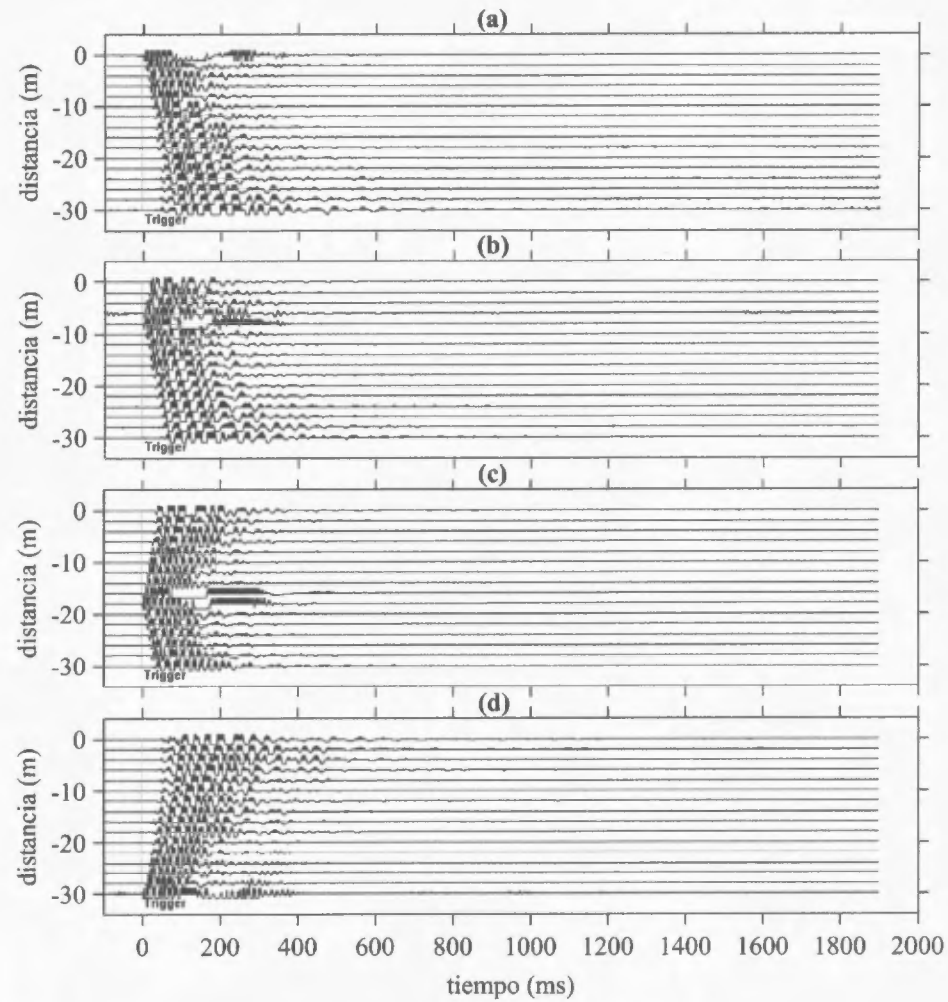 (a)
0
-10
-20
-30
distancia (m)
Trigger
(b)
0
-10
-20
-30
distancia (m)
Trigger
(c)
0
-10
-20
-30
distancia (m)
Trigger
(d)
0
-10
-20
-30
distancia (m)
Trigger
0 200 400 600 800 1000 1200 1400 1600 1800 2000
tiempo (ms)